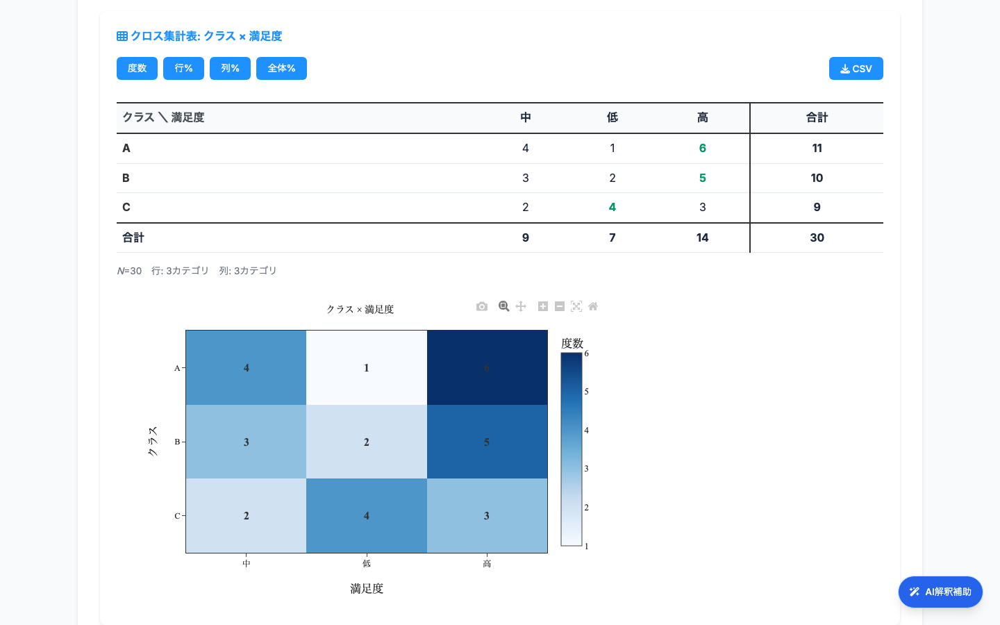 クロス集計表: クラス × 満足度
度数 行% 列% 全体% CSV
クラス ＼ 満足度 中 低 高 合計
A 4 1 6 11
B 3 2 5 10
C 2 4 3 9
合計 9 7 14 30
N=30 行: 3カテゴリ 列: 3カテゴリ
クラス × 満足度
度数
A 4 1 6
B 3 2 5
C 2 4 3
中 低 高
クラス
満足度
6
5
4
3
2
1
AI解釈補助